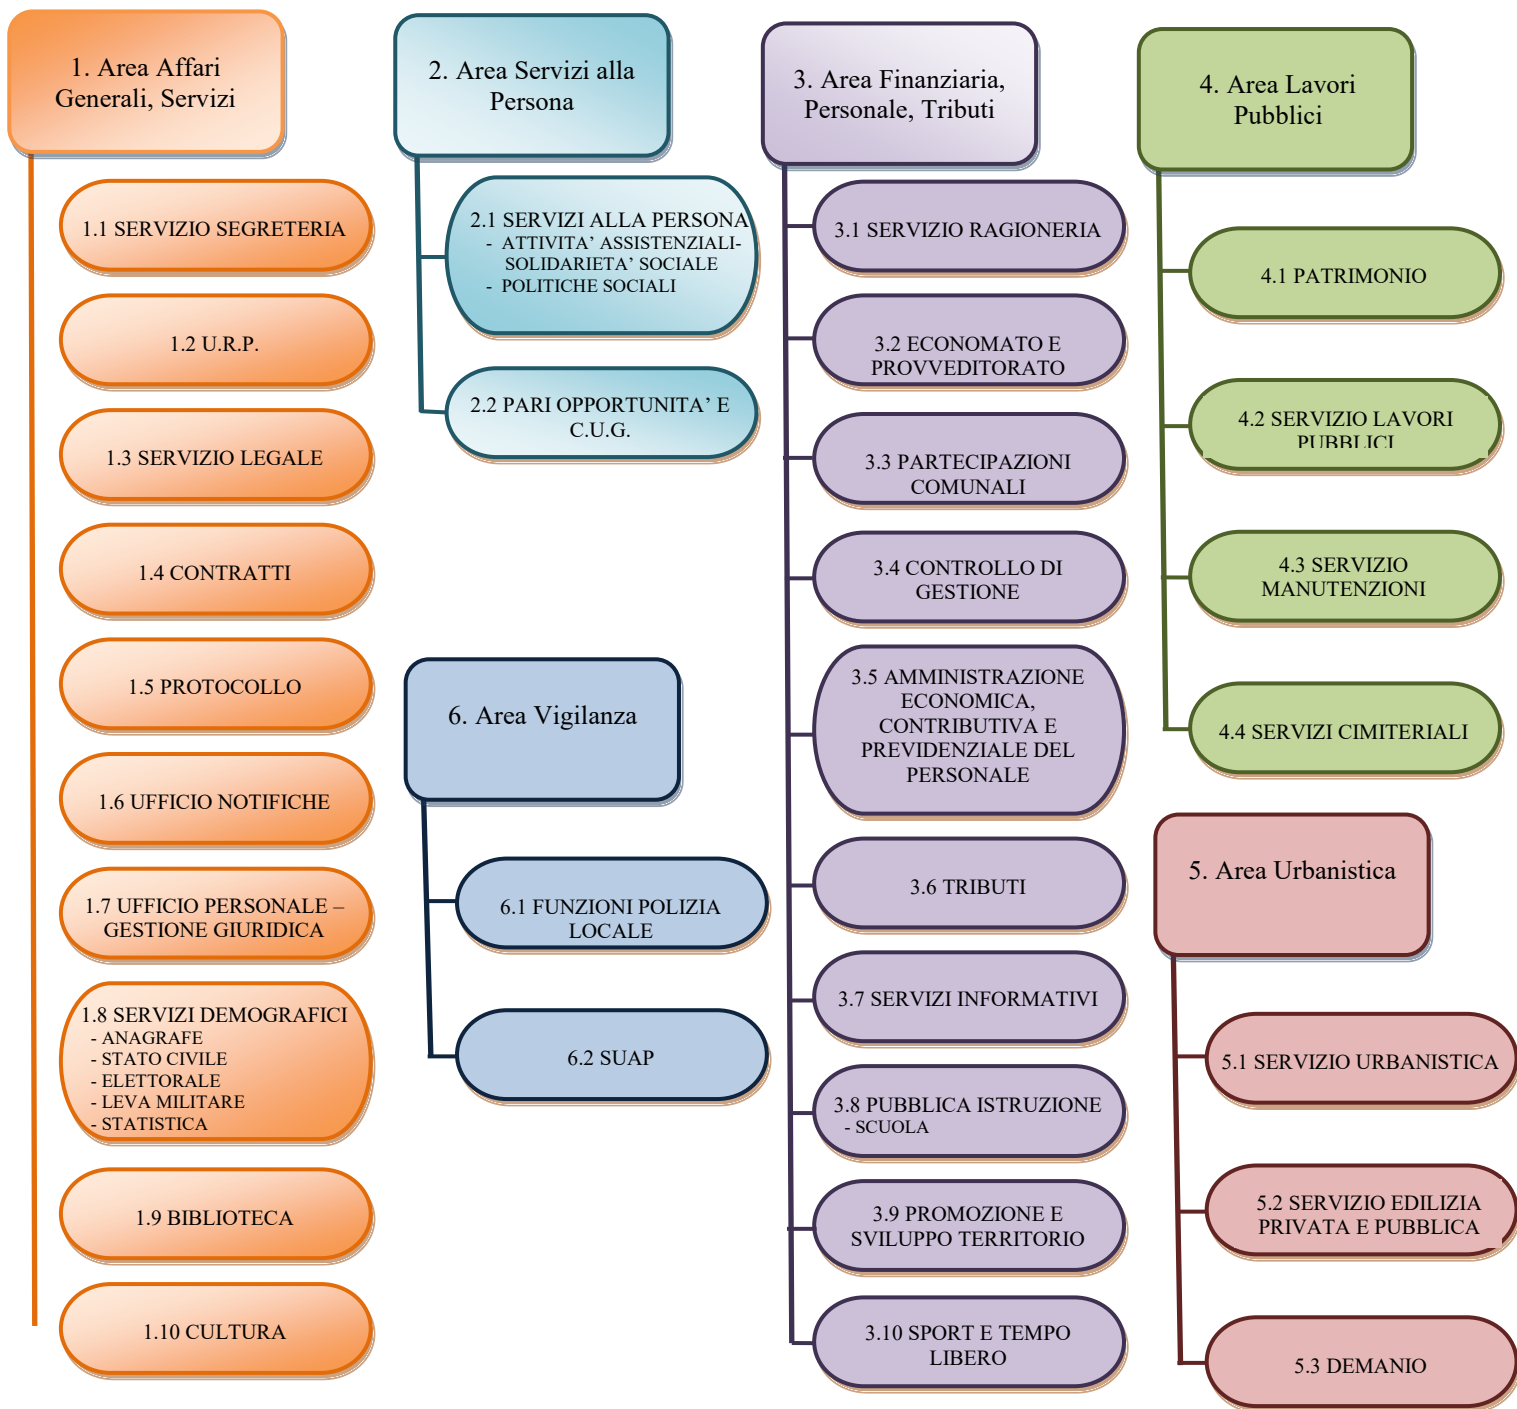 1. Area Affari
Generali, Servizi
1.1 SERVIZIO SEGRETERIA
1.2 U.R.P.
1.3 SERVIZIO LEGALE
1.4 CONTRATTI
1.5 PROTOCOLLO
1.6 UFFICIO NOTIFICHE
1.7 UFFICIO PERSONALE –
GESTIONE GIURIDICA
1.8 SERVIZI DEMOGRAFICI
- ANAGRAFE
- STATO CIVILE
- ELETTORALE
- LEVA MILITARE
- STATISTICA
1.9 BIBLIOTECA
1.10 CULTURA
2. Area Servizi alla
Persona
2.1 SERVIZI ALLA PERSONA
- ATTIVITA’ ASSISTENZIALI-
SOLIDARIETA’ SOCIALE
- POLITICHE SOCIALI
2.2 PARI OPPORTUNITA’ E
C.U.G.
3. Area Finanziaria,
Personale, Tributi
3.1 SERVIZIO RAGIONERIA
3.2 ECONOMATO E
PROVVEDITORATO
3.3 PARTECIPAZIONI
COMUNALI
3.4 CONTROLLO DI
GESTIONE
3.5 AMMINISTRAZIONE
ECONOMICA,
CONTRIBUTIVA E
PREVIDENZIALE DEL
PERSONALE
3.6 TRIBUTI
3.7 SERVIZI INFORMATIVI
3.8 PUBBLICA ISTRUZIONE
- SCUOLA
3.9 PROMOZIONE E
SVILUPPO TERRITORIO
3.10 SPORT E TEMPO
LIBERO
4. Area Lavori
Pubblici
4.1 PATRIMONIO
4.2 SERVIZIO LAVORI
PUBBLICI
4.3 SERVIZIO
MANUTENZIONI
4.4 SERVIZI CIMITERIALI
5. Area Urbanistica
5.1 SERVIZIO URBANISTICA
5.2 SERVIZIO EDILIZIA
PRIVATA E PUBBLICA
5.3 DEMANIO
6. Area Vigilanza
6.1 FUNZIONI POLIZIA
LOCALE
6.2 SUAP